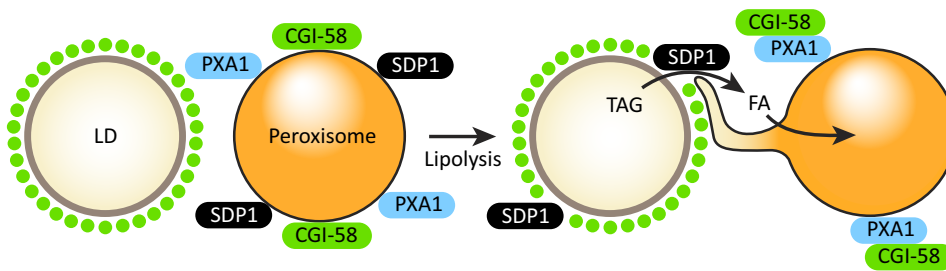 CGI-58
PXA1
SDP1
LD
Peroxisome
SDP1
PXA1
CGI-58
Lipolysis
CGI-58
PXA1
SDP1
TAG
FA
SDP1
PXA1
CGI-58